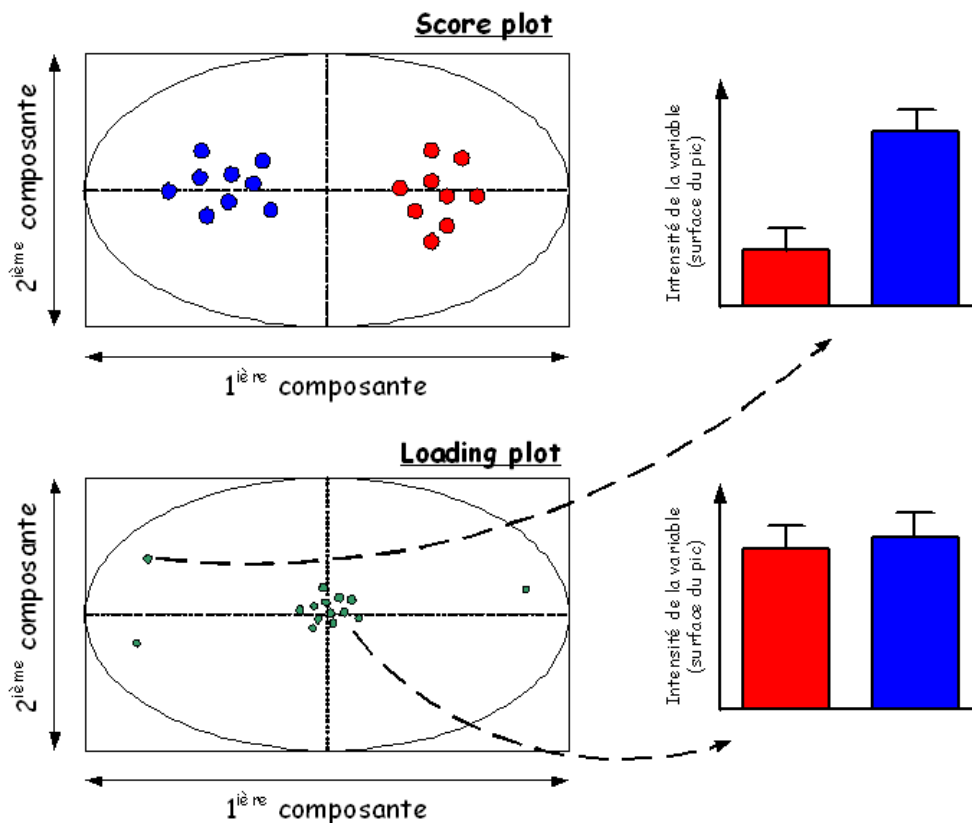 Score plot
2ième composante
1ière composante
Intensité de la variable
(surface du pic)
Loading plot
2ième composante
1ière composante
Intensité de la variable
(surface du pic)